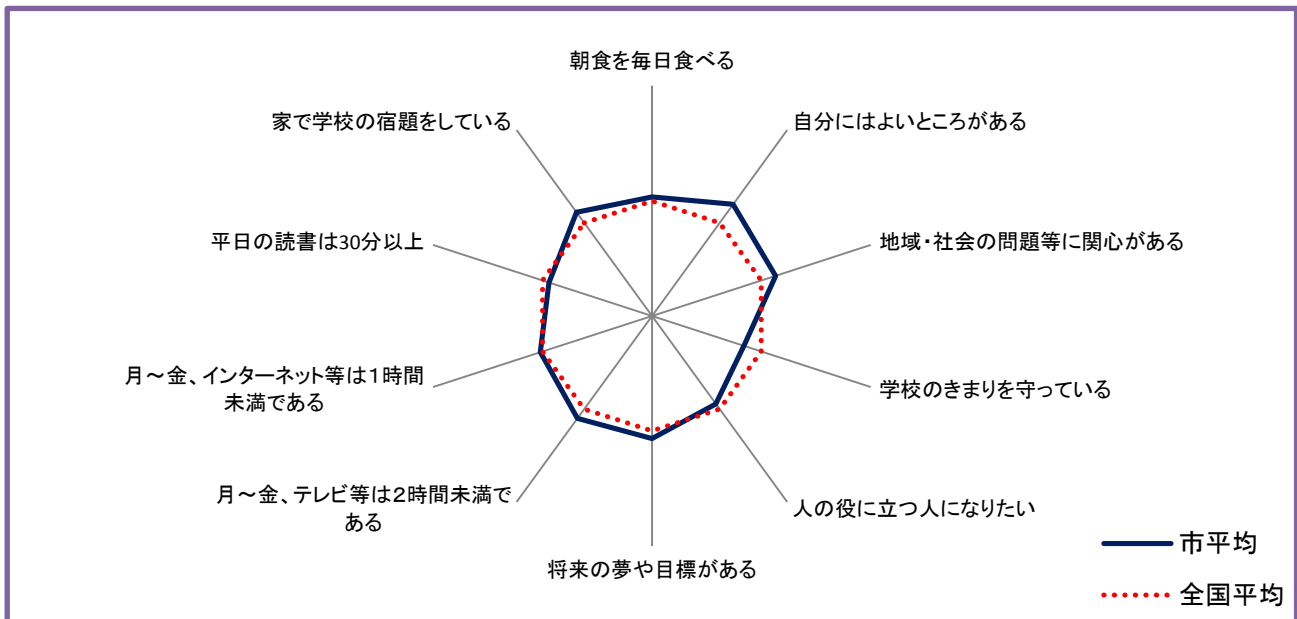 朝食を毎日食べる
家で学校の宿題をしている
自分にはよいところがある
平日の読書は30分以上
地域・社会の問題等に関心がある
月～金、インターネット等は１時間
未満である
学校のきまりを守っている
月～金、テレビ等は２時間未満で
ある
人の役に立つ人になりたい
将来の夢や目標がある
市平均
全国平均